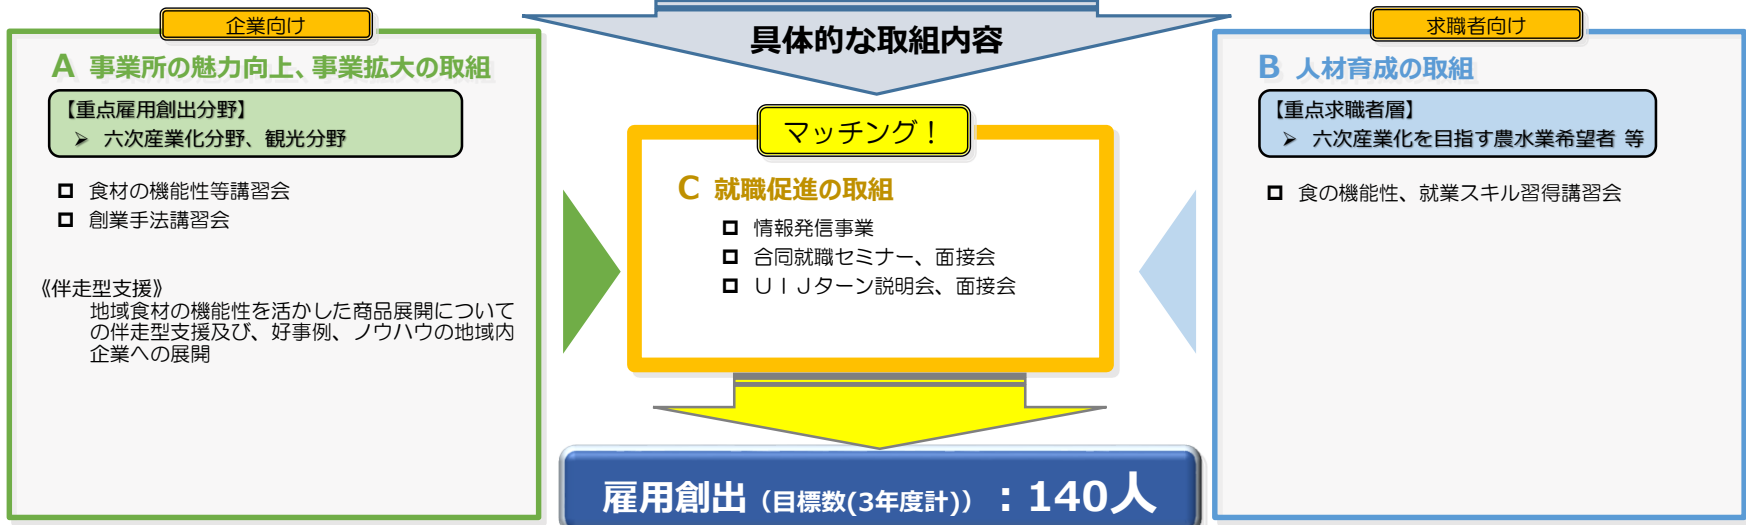 具体的な取組内容
企業向け
A 事業所の魅力向上、事業拡大の取組
【重点雇用創出分野】
➢ 六次産業化分野、観光分野
食材の機能性等講習会
創業手法講習会
《伴走型支援》
地域食材の機能性を活かした商品展開について
の伴走型支援及び、好事例、ノウハウの地域内
企業への展開
マッチング！
C 就職促進の取組
情報発信事業
合同就職セミナー、面接会
ＵＩＪターン説明会、面接会
求職者向け
B 人材育成の取組
【重点求職者層】
➢ 六次産業化を目指す農水業希望者 等
食の機能性、就業スキル習得講習会
雇用創出（目標数(3年度計)）：140人